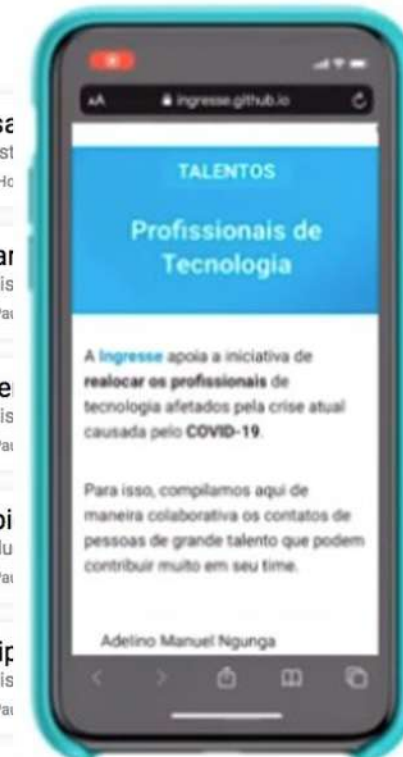 AA ingresse.github.io
TALENTOS
Profissionais de
Tecnologia
A Ingresse apoia a iniciativa de
realocar os profissionais de
tecnologia afetados pela crise atual
causada pelo COVID-19.
Para isso, compilamos aqui de
maneira colaborativa os contatos de
pessoas de grande talento que podem
contribuir muito em seu time.
Adelino Manuel Ngunga